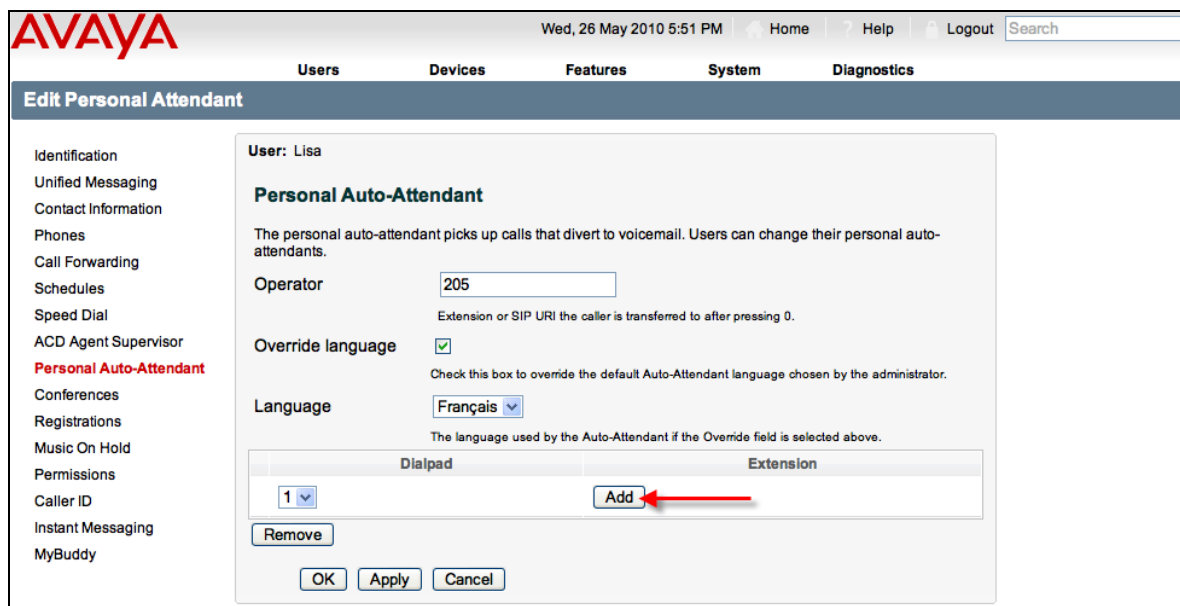 AVAYA
Wed, 26 May 2010 5:51 PM Home ? Help Logout Search
Users Devices Features System Diagnostics
Edit Personal Attendant
Identification
Unified Messaging
Contact Information
Phones
Call Forwarding
Schedules
Speed Dial
ACD Agent Supervisor
Personal Auto-Attendant
Conferences
Registrations
Music On Hold
Permissions
Caller ID
Instant Messaging
MyBuddy
User: Lisa
Personal Auto-Attendant
The personal auto-attendant picks up calls that divert to voicemail. Users can change their personal auto-
attendants.
Operator 205
Extension or SIP URI the caller is transferred to after pressing 0.
Override language
Check this box to override the default Auto-Attendant language chosen by the administrator.
Language Français
The language used by the Auto-Attendant if the Override field is selected above.
Dialpad Extension
1 Add
Remove
OK Apply Cancel